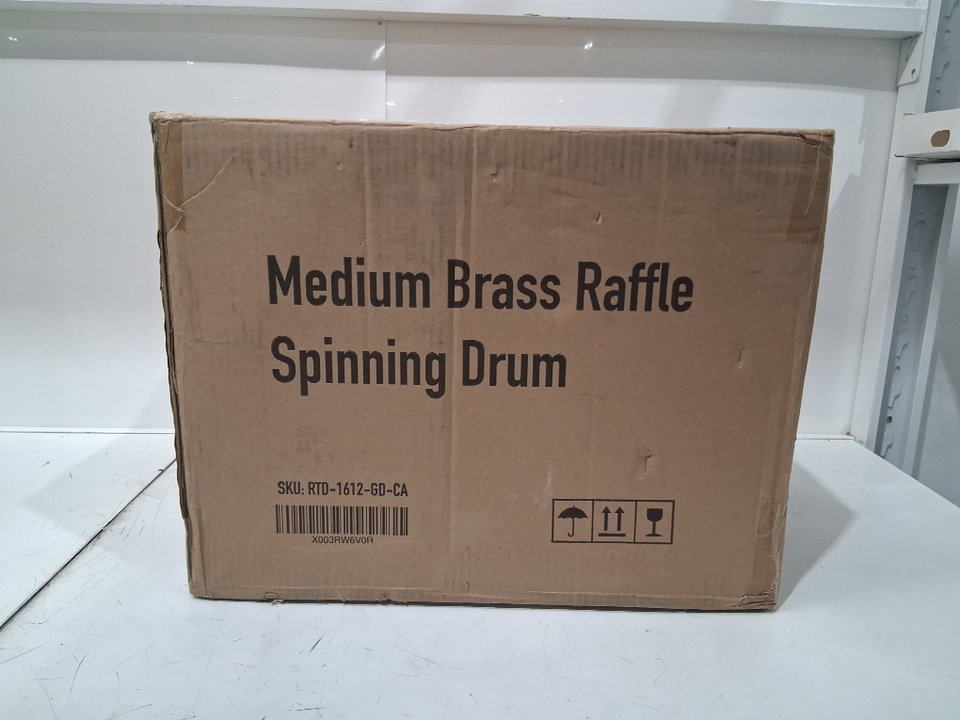 Medium Brass Raffle
Spinning Drum
SKU: RTD-1612-GD-CA
X003RW6V0R